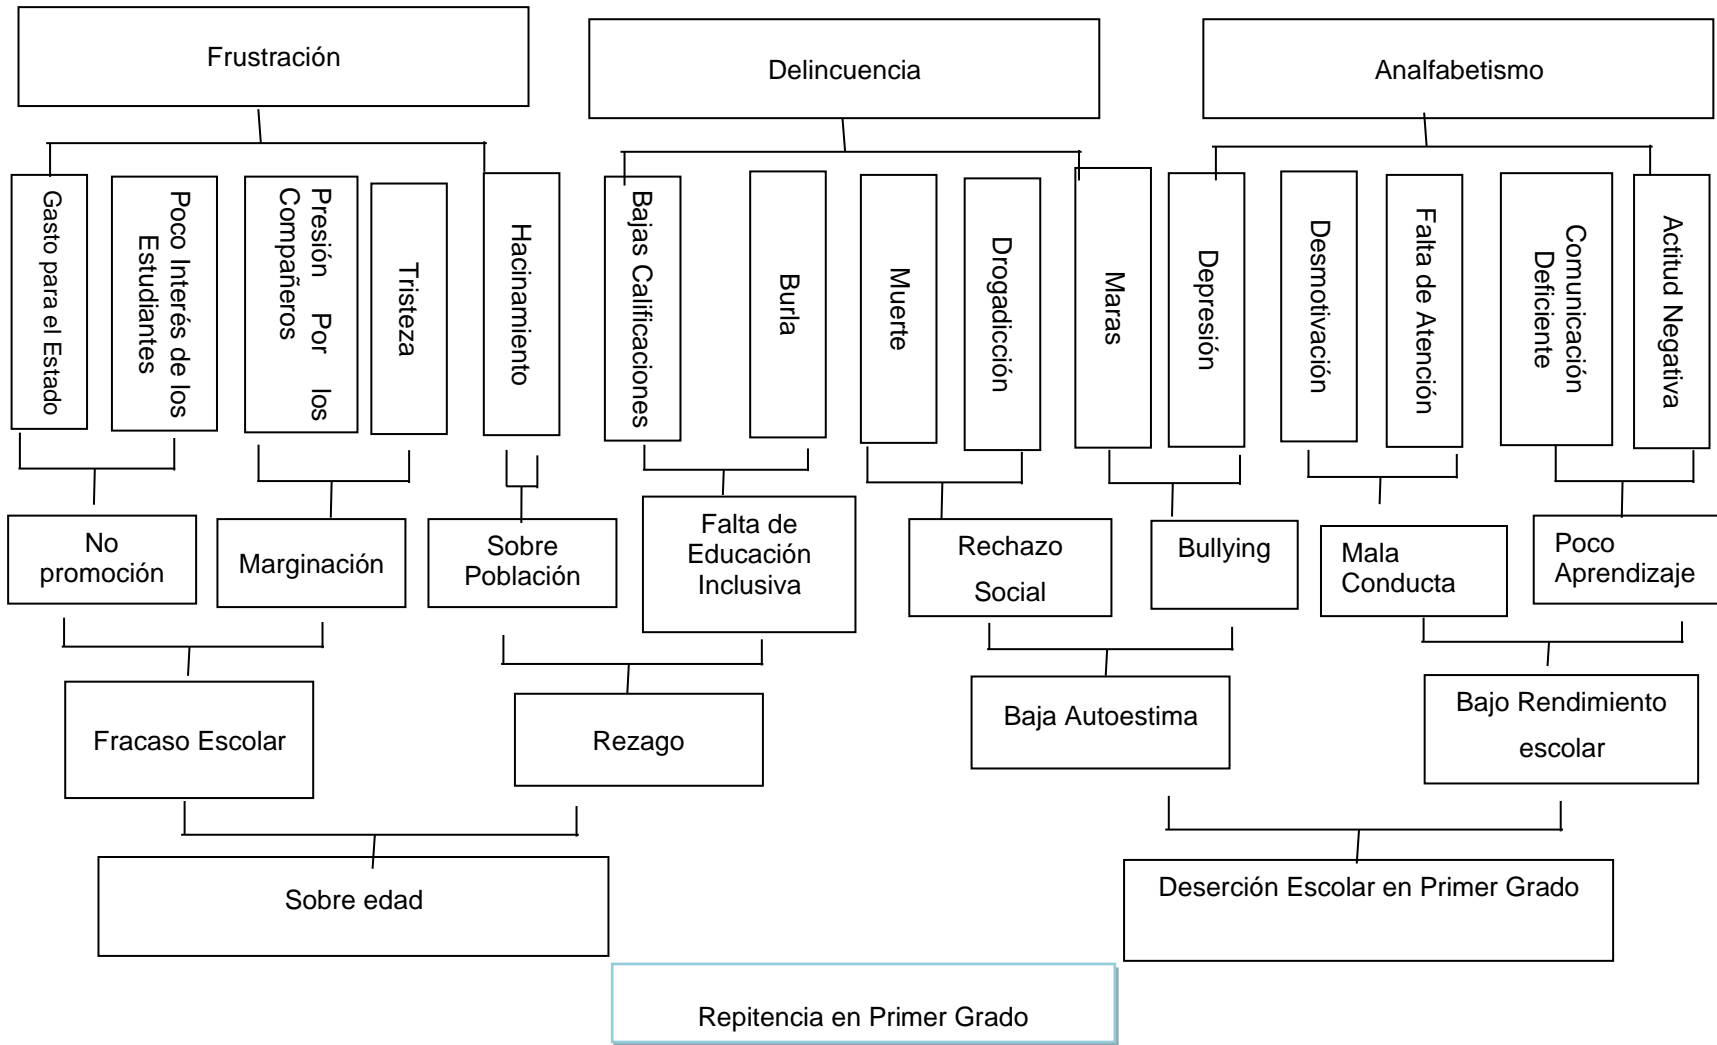 Frustración
Delincuencia
Analfabetismo
Gasto para el Estado
Poco Interés de los
Estudiantes
Presión Por los
Compañeros
Tristeza
Hacinamiento
Bajas Calificaciones
Burla
Muerte
Drogadicción
Maras
Depresión
Desmotivación
Falta de Atención
Comunicación
Deficiente
Actitud Negativa
No
promoción
Marginación
Sobre
Población
Falta de
Educación
Inclusiva
Rechazo
Social
Bullying
Mala
Conducta
Poco
Aprendizaje
Fracaso Escolar
Rezago
Baja Autoestima
Bajo Rendimiento
escolar
Sobre edad
Deserción Escolar en Primer Grado
Repitencia en Primer Grado